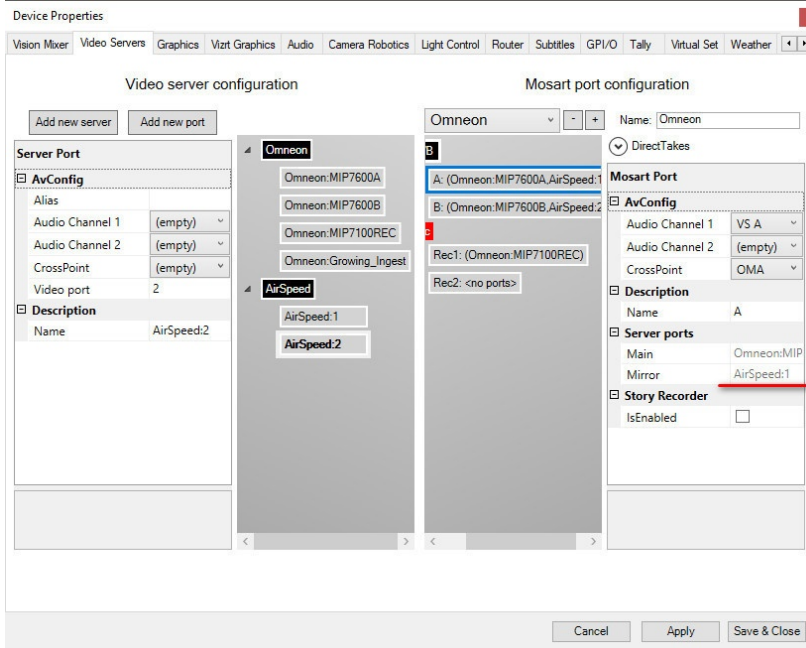 Device Properties
Vision Mixer Video Servers Graphics Vizrt Graphics Audio Camera Robotics Light Control Router Subtitles GPI/O Tally Virtual Set Weather
Video server configuration
Mosart port configuration
Add new server Add new port
Omneon - + Name: Omneon
DirectTakes
Server Port
AvConfig
Alias
Audio Channel 1 (empty)
Audio Channel 2 (empty)
CrossPoint (empty)
Video port 2
Description
Name AirSpeed:2
Omneon
Omneon:MIP7600A
Omneon:MIP7600B
Omneon:MIP7100REC
Omneon:Growing_Ingest
AirSpeed
AirSpeed:1
AirSpeed:2
B
A: (Omneon:MIP7600A,AirSpeed:1
B: (Omneon:MIP7600B,AirSpeed:2
c
Rec1: (Omneon:MIP7100REC)
Rec2: <no ports>
Mosart Port
AvConfig
Audio Channel 1 VS A
Audio Channel 2 (empty)
CrossPoint OMA
Description
Name A
Server ports
Main Omneon:MIP
Mirror AirSpeed:1
Story Recorder
IsEnabled
Cancel Apply Save & Close